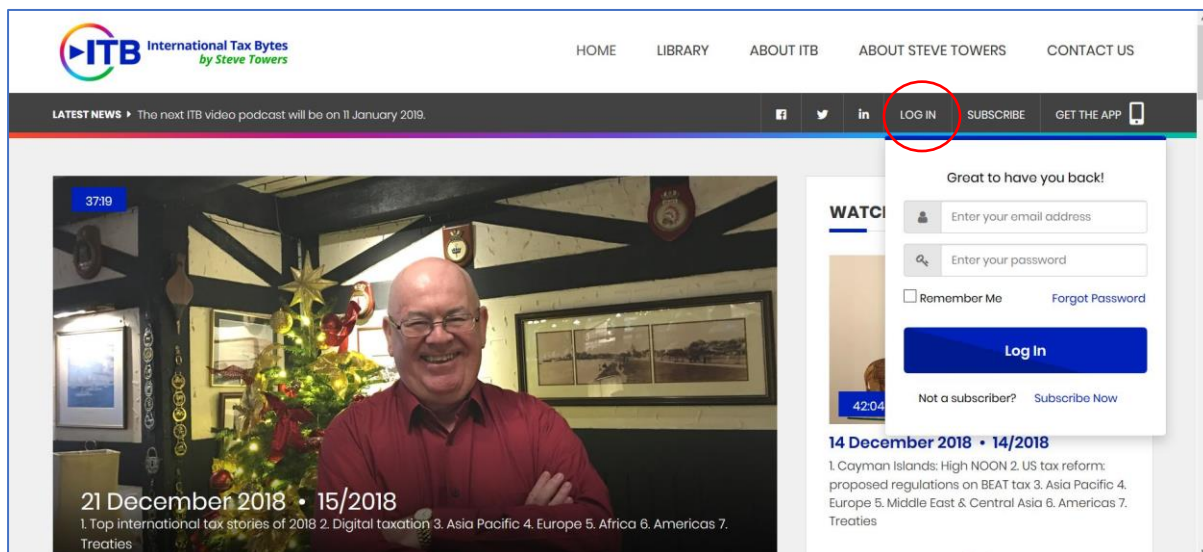 ITB International Tax Bytes
by Steve Towers
HOME LIBRARY ABOUT ITB ABOUT STEVE TOWERS CONTACT US
LATEST NEWS The next ITB video podcast will be on 11 January 2019.
in LOG IN SUBSCRIBE GET THE APP
Great to have you back!
Enter your email address
Enter your password
Remember Me Forgot Password
Log In
Not a subscriber? Subscribe Now
37:19
21 December 2018 • 15/2018
1. Top international tax stories of 2018 2. Digital taxation 3. Asia Pacific 4. Europe 5. Africa 6. Americas 7.
Treaties
WATC
42:04
14 December 2018 • 14/2018
1. Cayman Islands: High NOON 2. US tax reform:
proposed regulations on BEAT tax 3. Asia Pacific 4.
Europe 5. Middle East & Central Asia 6. Americas 7.
Treaties